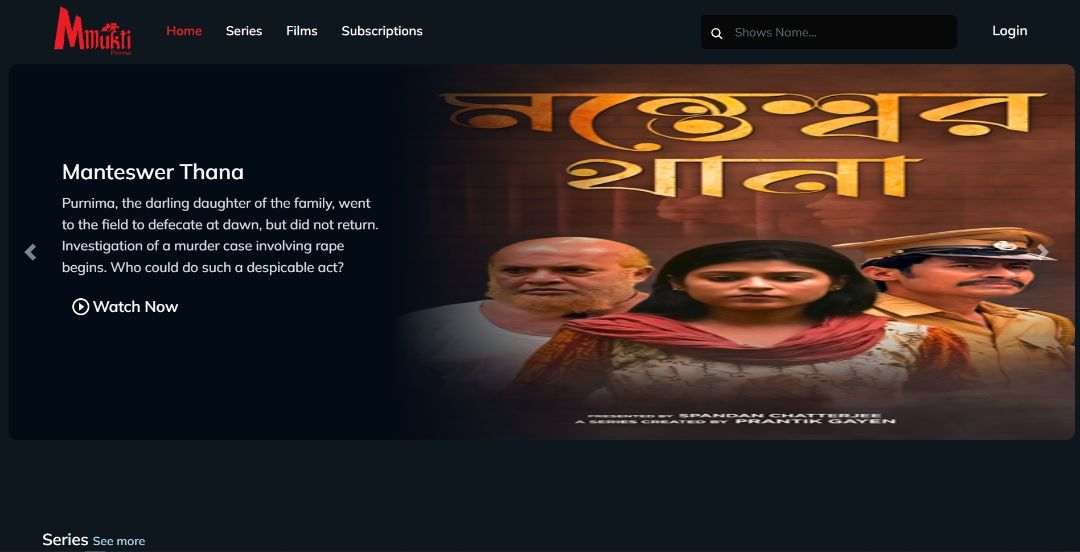 Mmukti
Prime
Home
Series
Films
Subscriptions
Shows Name...
Login
মন্তেশ্বর
থানা
Manteswer Thana
Purnima, the darling daughter of the family, went
to the field to defecate at dawn, but did not return.
Investigation of a murder case involving rape
begins. Who could do such a despicable act?
Watch Now
PRESENTED BY SPANDAN CHATTERJEE
A SERIES CREATED BY PRANTIK GAYEN
Series See more